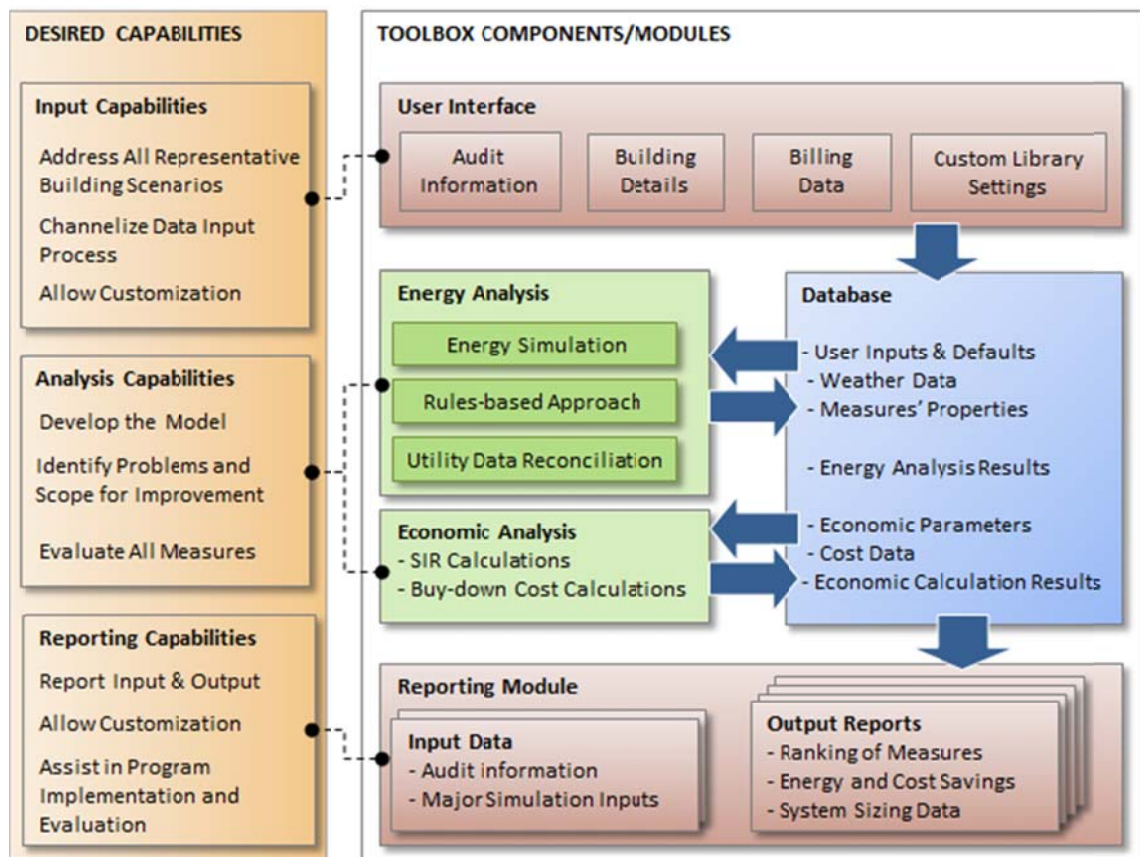 DESIRED CAPABILITIES
Input Capabilities
Address All Representative
Building Scenarios
Channelize Data Input
Process
Allow Customization
Analysis Capabilities
Develop the Model
Identify Problems and
Scope for Improvement
Evaluate All Measures
Reporting Capabilities
Report Input & Output
Allow Customization
Assist in Program
Implementation and
Evaluation
TOOLBOX COMPONENTS/MODULES
User Interface
Audit
Information
Building
Details
Billing
Data
Custom Library
Settings
Energy Analysis
Energy Simulation
Rules-based Approach
Utility Data Reconciliation
Economic Analysis
- SIR Calculations
- Buy-down Cost Calculations
Database
- User Inputs & Defaults
- Weather Data
- Measures' Properties
- Energy Analysis Results
- Economic Parameters
- Cost Data
- Economic Calculation Results
Reporting Module
Input Data
- Audit information
- Major Simulation Inputs
Output Reports
- Ranking of Measures
- Energy and Cost Savings
- System Sizing Data